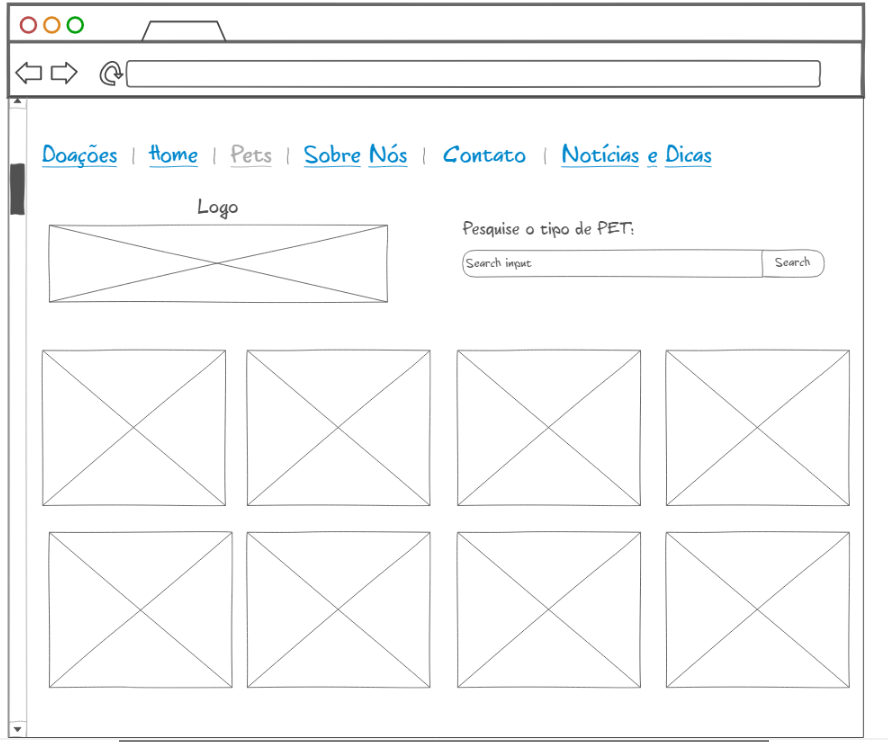 Doações | Home | Pets | Sobre Nós | Contato | Notícias e Dicas
Logo
Pesquise o tipo de PET:
Search input Search